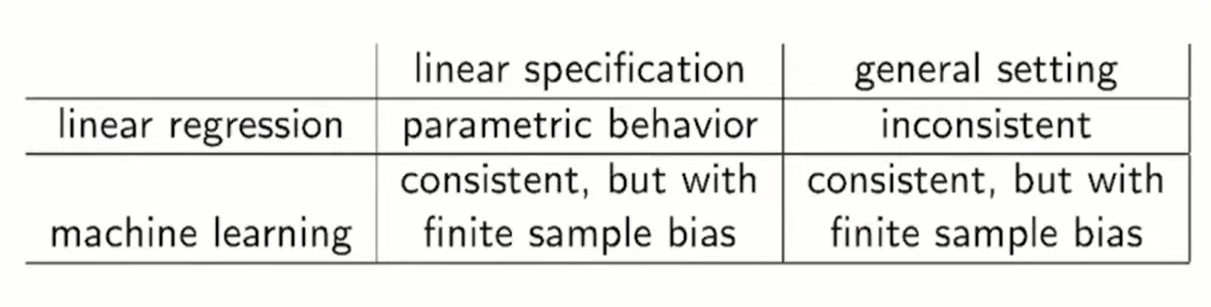 linear specification general setting
linear regression parametric behavior inconsistent
consistent, but with consistent, but with
machine learning finite sample bias finite sample bias